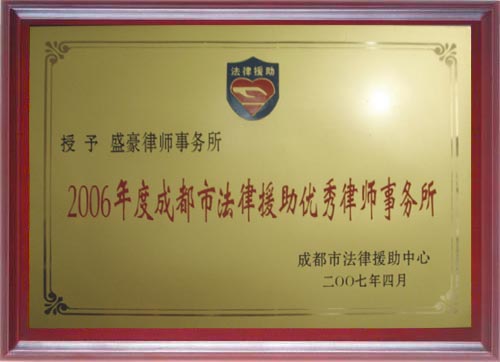 法律援助
授予 盛豪律师事务所
2006年度成都市法律援助优秀律师事务所
成都市法律援助中心
二〇〇七年四月